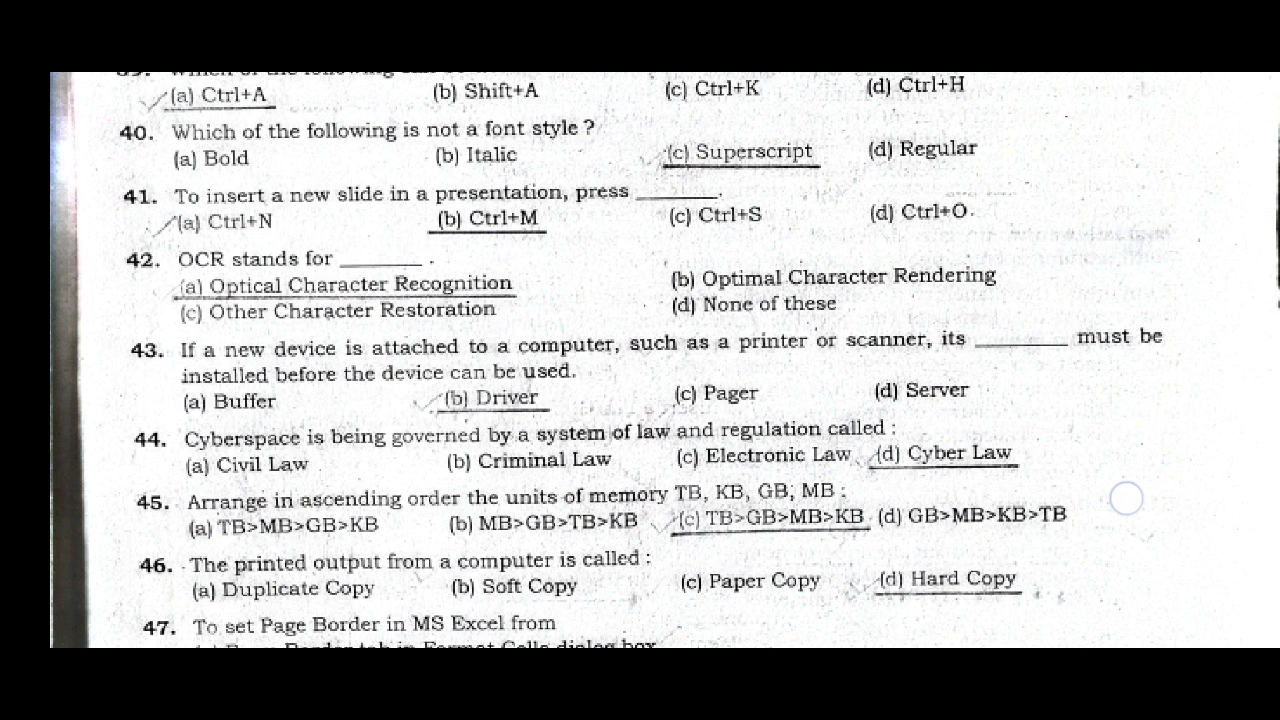 (a) Ctrl+A (b) Shift+A (c) Ctrl+K (d) Ctrl+H
40. Which of the following is not a font style ?
(a) Bold (b) Italic (c) Superscript (d) Regular
41. To insert a new slide in a presentation, press ________.
(a) Ctrl+N (b) Ctrl+M (c) Ctrl+S (d) Ctrl+O.
42. OCR stands for ________ .
(a) Optical Character Recognition (b) Optimal Character Rendering
(c) Other Character Restoration (d) None of these
43. If a new device is attached to a computer, such as a printer or scanner, its ________ must be
installed before the device can be used.
(a) Buffer (b) Driver (c) Pager (d) Server
44. Cyberspace is being governed by a system of law and regulation called :
(a) Civil Law (b) Criminal Law (c) Electronic Law (d) Cyber Law
45. Arrange in ascending order the units of memory TB, KB, GB, MB :
(a) TB>MB>GB>KB (b) MB>GB>TB>KB (c) TB>GB>MB>KB (d) GB>MB>KB>TB
46. The printed output from a computer is called :
(a) Duplicate Copy (b) Soft Copy (c) Paper Copy (d) Hard Copy
47. To set Page Border in MS Excel from